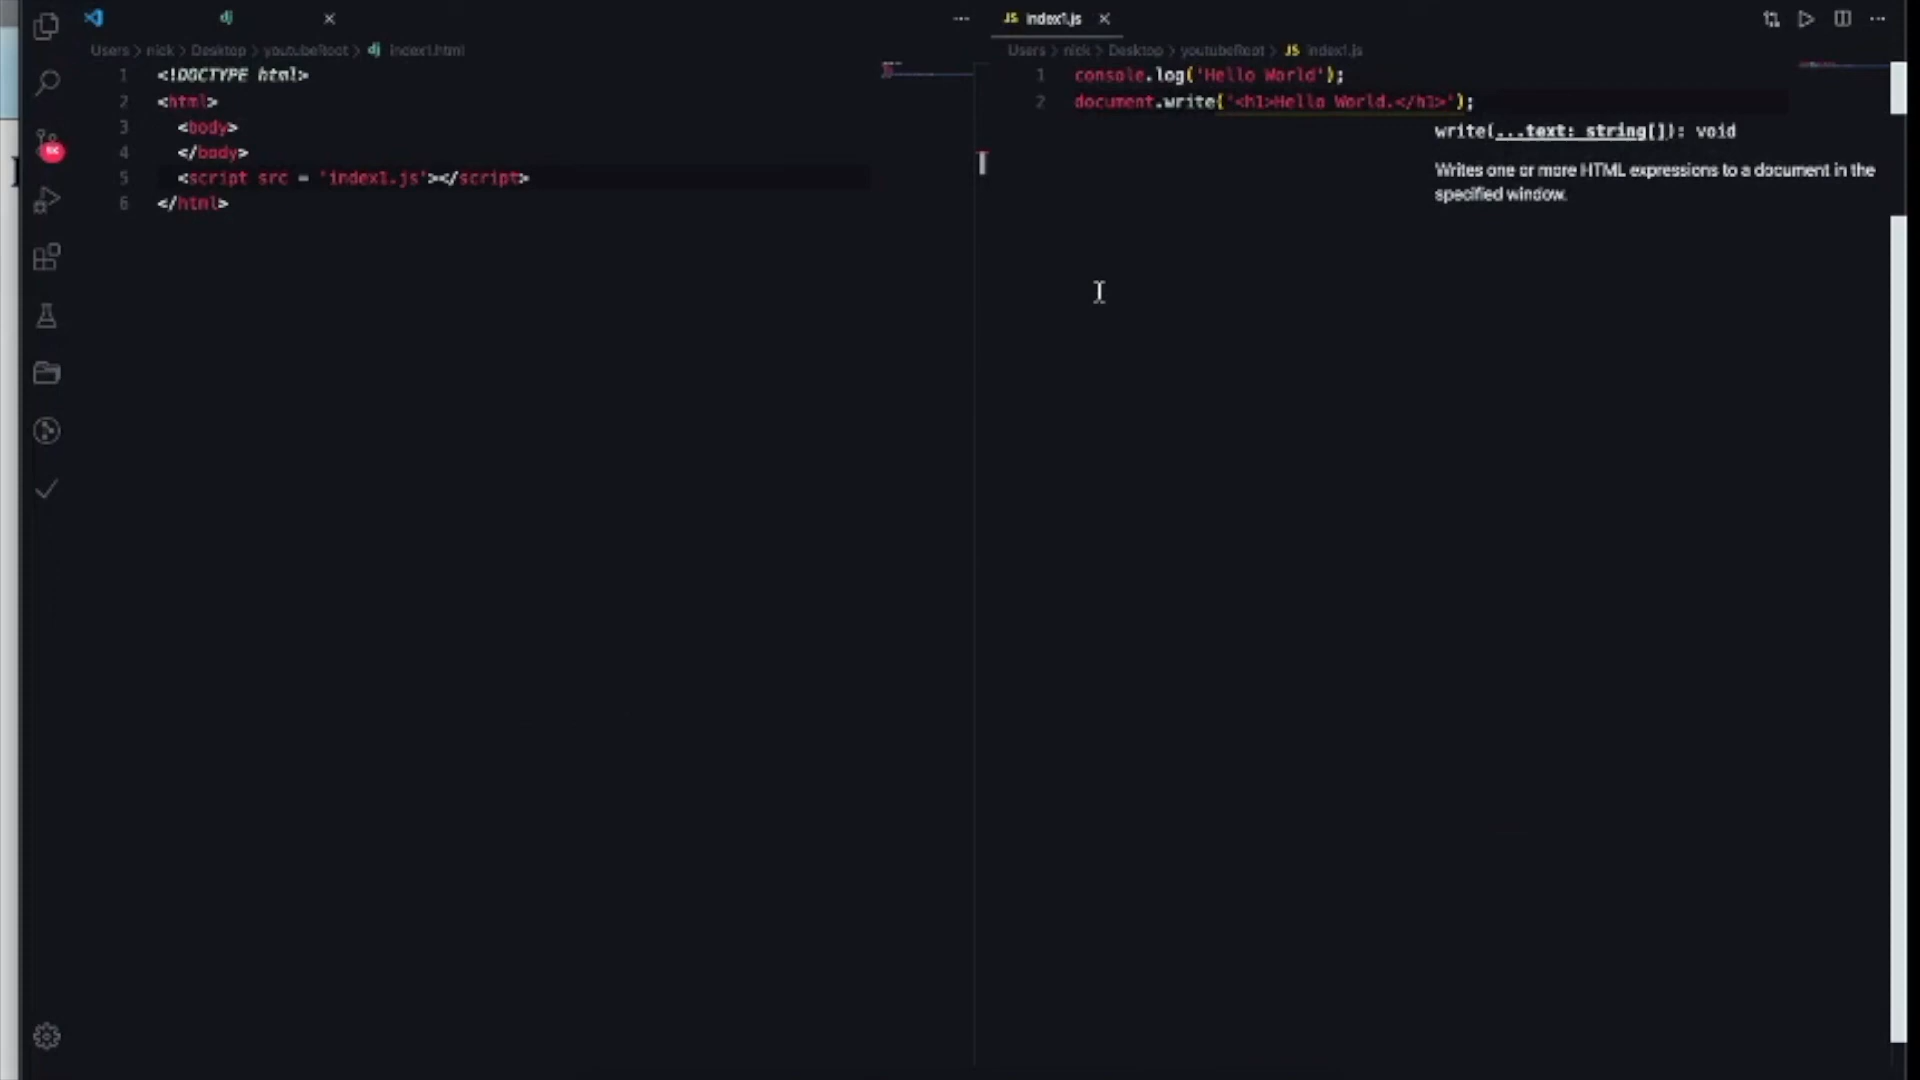 dj
JS index1.js
Users > nick > Desktop > youtubeRoot > dj index1.html
Users > nick > Desktop > youtubeRoot > JS index1.js
1 <!DOCTYPE html>
2 <html>
3 <body>
4 </body>
5 <script src = 'index1.js'></script>
6 </html>
1 console.log('Hello World');
2 document.write('<h1>Hello World.</h1>');
write(...text: string[]): void
Writes one or more HTML expressions to a document in the
specified window.